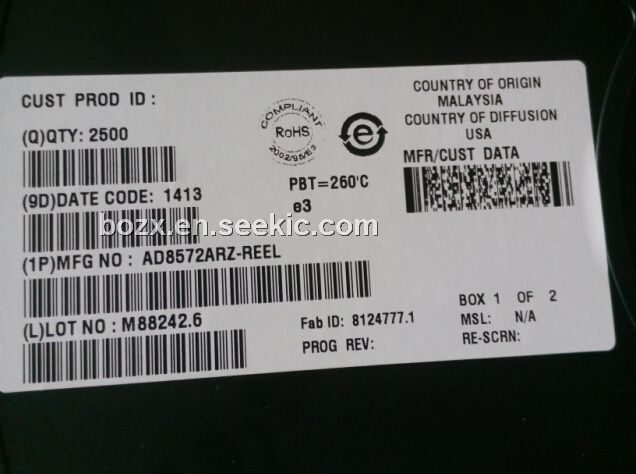 CUST PROD ID :
COMPLIANT
RoHS
2002/95/E3
e
COUNTRY OF ORIGIN
MALAYSIA
COUNTRY OF DIFFUSION
USA
(Q)QTY: 2500
MFR/CUST DATA
PBT=260'C
e3
(9D)DATE CODE: 1413
bozx.en.seekic.com
(1P)MFG NO : AD8572ARZ-REEL
BOX 1 OF 2
(L)LOT NO : M88242.6
Fab ID: 8124777.1
MSL: N/A
PROG REV:
RE-SCRN: